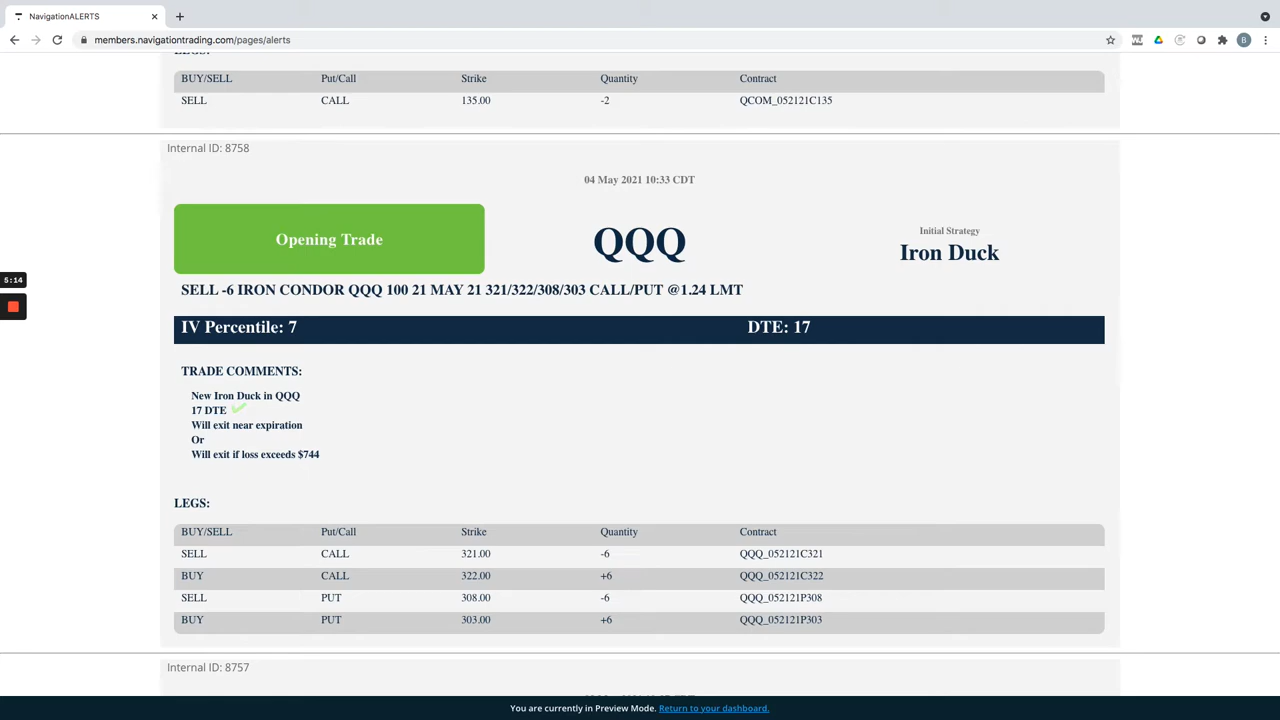 NavigationALERTS
members.navigationtrading.com/pages/alerts
BUY/SELL Put/Call Strike Quantity Contract
SELL CALL 135.00 -2 QCOM_052121C135
Internal ID: 8758
04 May 2021 10:33 CDT
Opening Trade
QQQ
Initial Strategy
Iron Duck
SELL -6 IRON CONDOR QQQ 100 21 MAY 21 321/322/308/303 CALL/PUT @1.24 LMT
IV Percentile: 7 DTE: 17
TRADE COMMENTS:
New Iron Duck in QQQ
17 DTE
Will exit near expiration
Or
Will exit if loss exceeds $744
5:14
LEGS:
BUY/SELL Put/Call Strike Quantity Contract
SELL CALL 321.00 -6 QQQ_052121C321
BUY CALL 322.00 +6 QQQ_052121C322
SELL PUT 308.00 -6 QQQ_052121P308
BUY PUT 303.00 +6 QQQ_052121P303
Internal ID: 8757
You are currently in Preview Mode. Return to your dashboard.